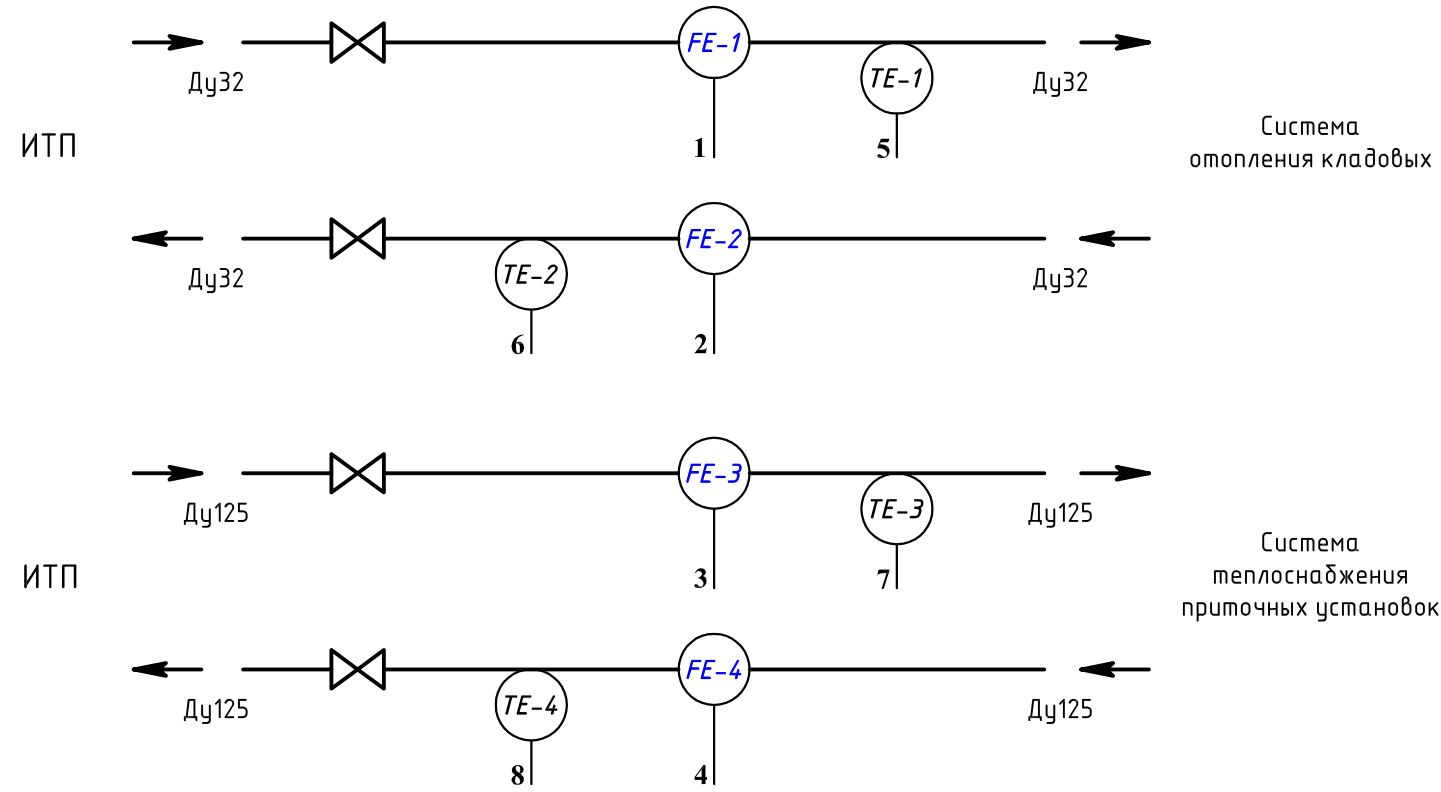 FE-1
TE-1
Ду32
Ду32
ИТП
1
5
Система
отопления кладовых
FE-2
TE-2
Ду32
Ду32
6
2
FE-3
TE-3
Ду125
Ду125
ИТП
3
7
Система
теплоснабжения
приточных установок
FE-4
TE-4
Ду125
Ду125
8
4